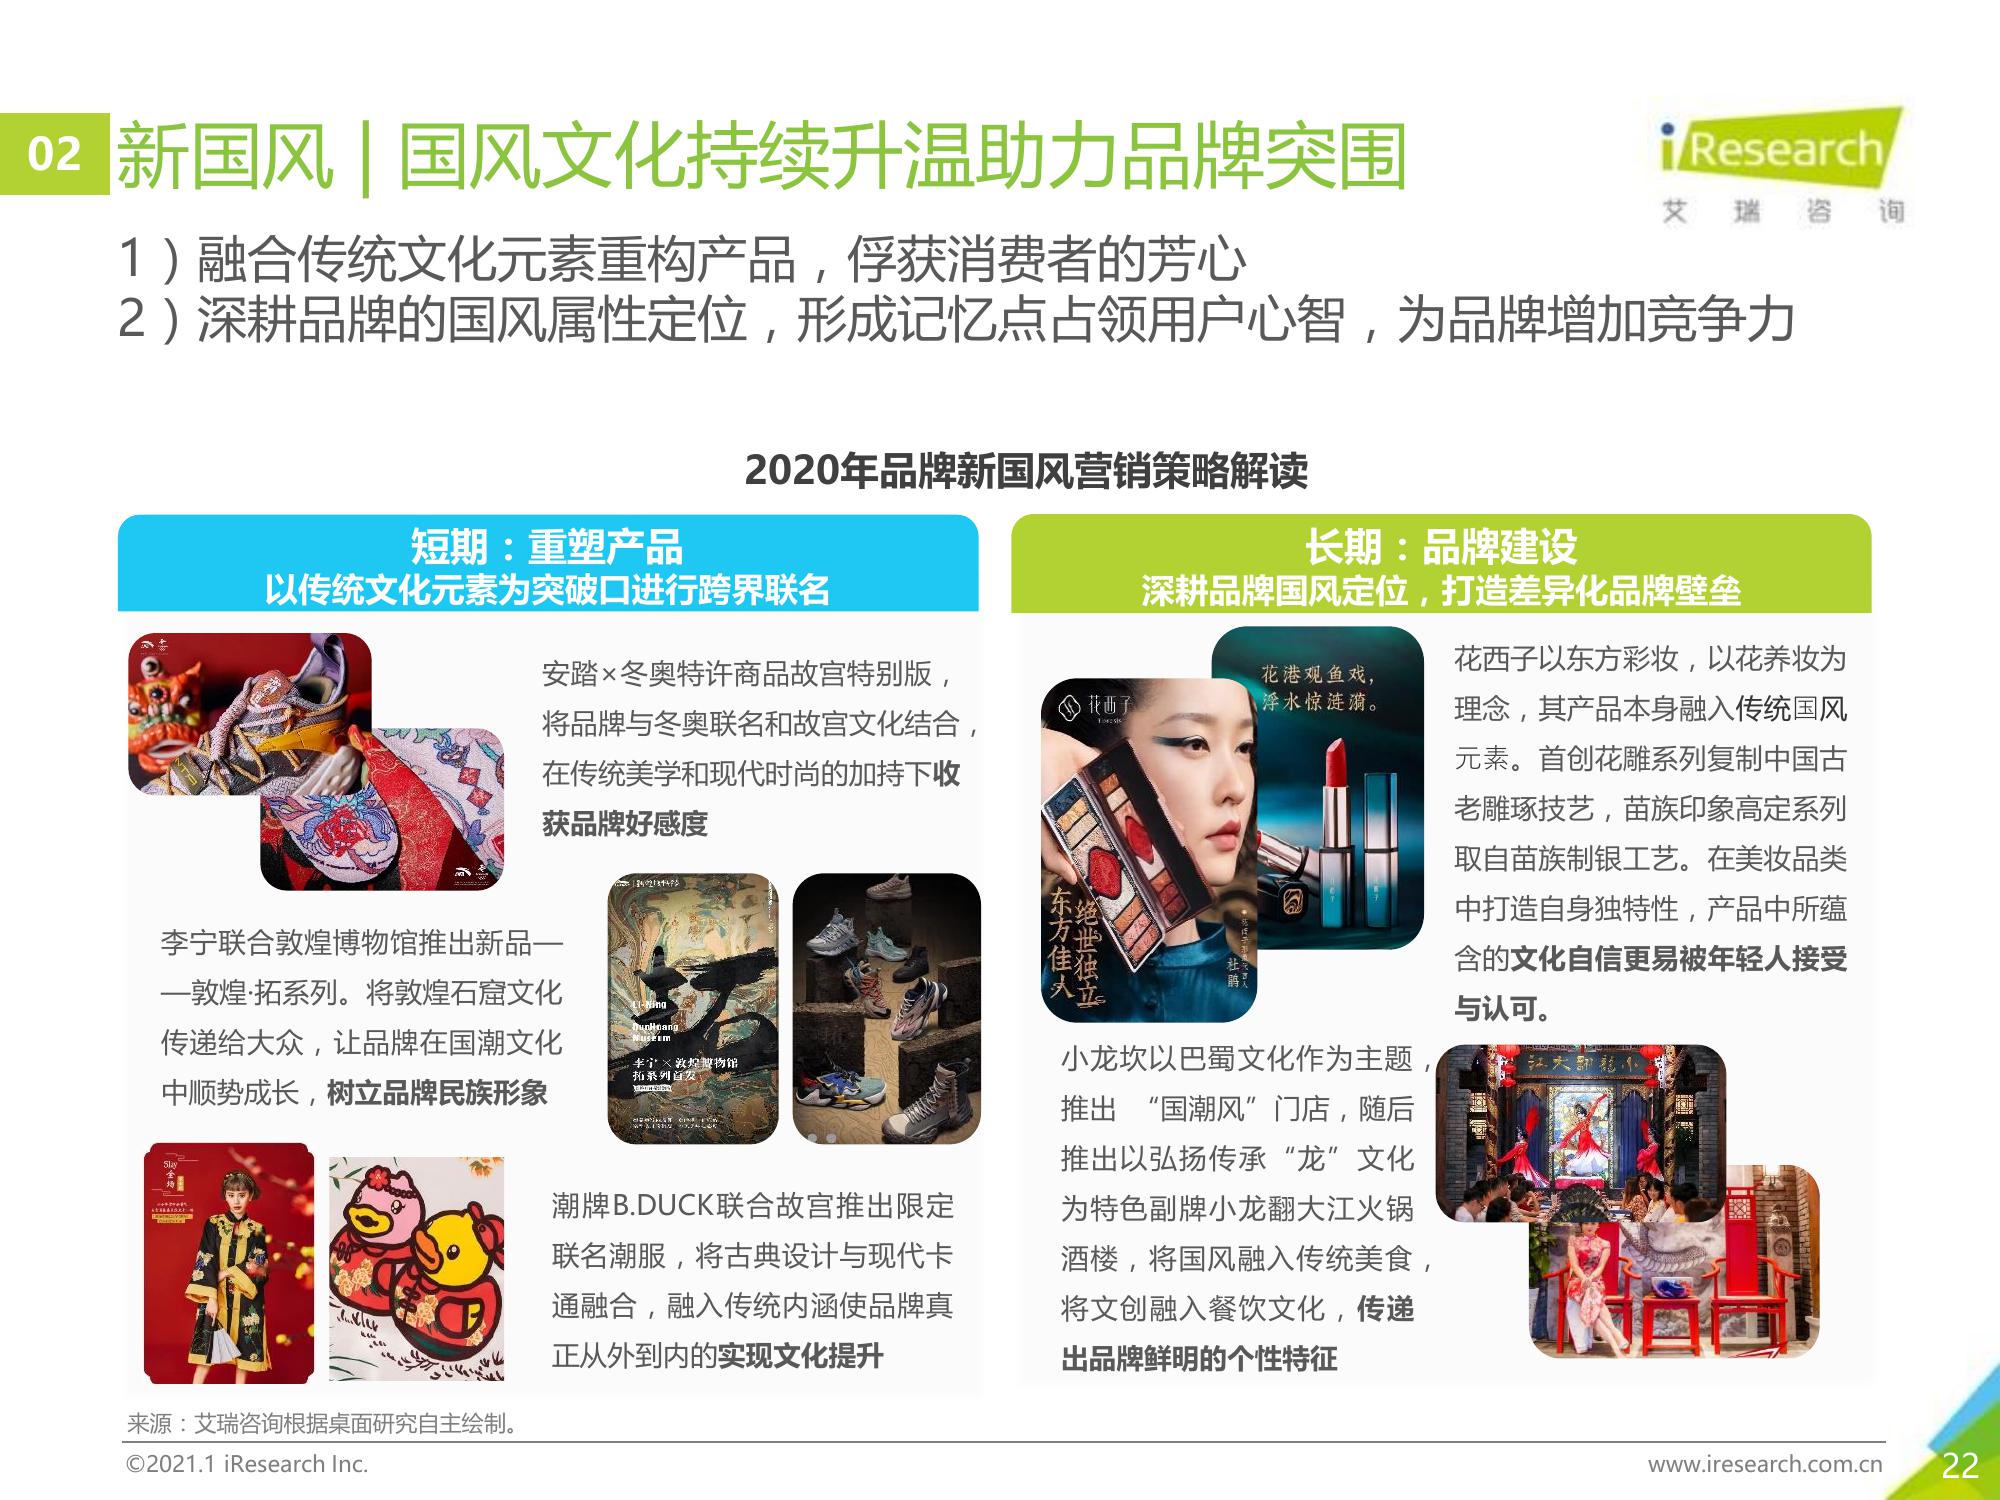 02
新国风 | 国风文化持续升温助力品牌突围
iResearch
艾瑞咨询
1）融合传统文化元素重构产品，俘获消费者的芳心
2）深耕品牌的国风属性定位，形成记忆点占领用户心智，为品牌增加竞争力
2020年品牌新国风营销策略解读
短期：重塑产品
以传统文化元素为突破口进行跨界联名
安踏×冬奥特许商品故宫特别版，
将品牌与冬奥联名和故宫文化结合，
在传统美学和现代时尚的加持下收
获品牌好感度
李宁联合敦煌博物馆推出新品—
—敦煌·拓系列。将敦煌石窟文化
传递给大众，让品牌在国潮文化
中顺势成长，树立品牌民族形象
Li-Ning
DunHuang
Museum
李宁×敦煌博物馆
拓系列首发
潮牌B.DUCK联合故宫推出限定
联名潮服，将古典设计与现代卡
通融合，融入传统内涵使品牌真
正从外到内的实现文化提升
长期：品牌建设
深耕品牌国风定位，打造差异化品牌壁垒
花港观鱼戏，
浮水惊涟漪。
花西子
东方佳人
绝世独立
杜鹃
花西子以东方彩妆，以花养妆为
理念，其产品本身融入传统国风
元素。首创花雕系列复制中国古
老雕琢技艺，苗族印象高定系列
取自苗族制银工艺。在美妆品类
中打造自身独特性，产品中所蕴
含的文化自信更易被年轻人接受
与认可。
小龙坎以巴蜀文化作为主题，
推出 “国潮风”门店，随后
推出以弘扬传承“龙”文化
为特色副牌小龙翻大江火锅
酒楼，将国风融入传统美食，
将文创融入餐饮文化，传递
出品牌鲜明的个性特征
江大翻龍小
来源：艾瑞咨询根据桌面研究自主绘制。
©2021.1 iResearch Inc.
www.iresearch.com.cn
22